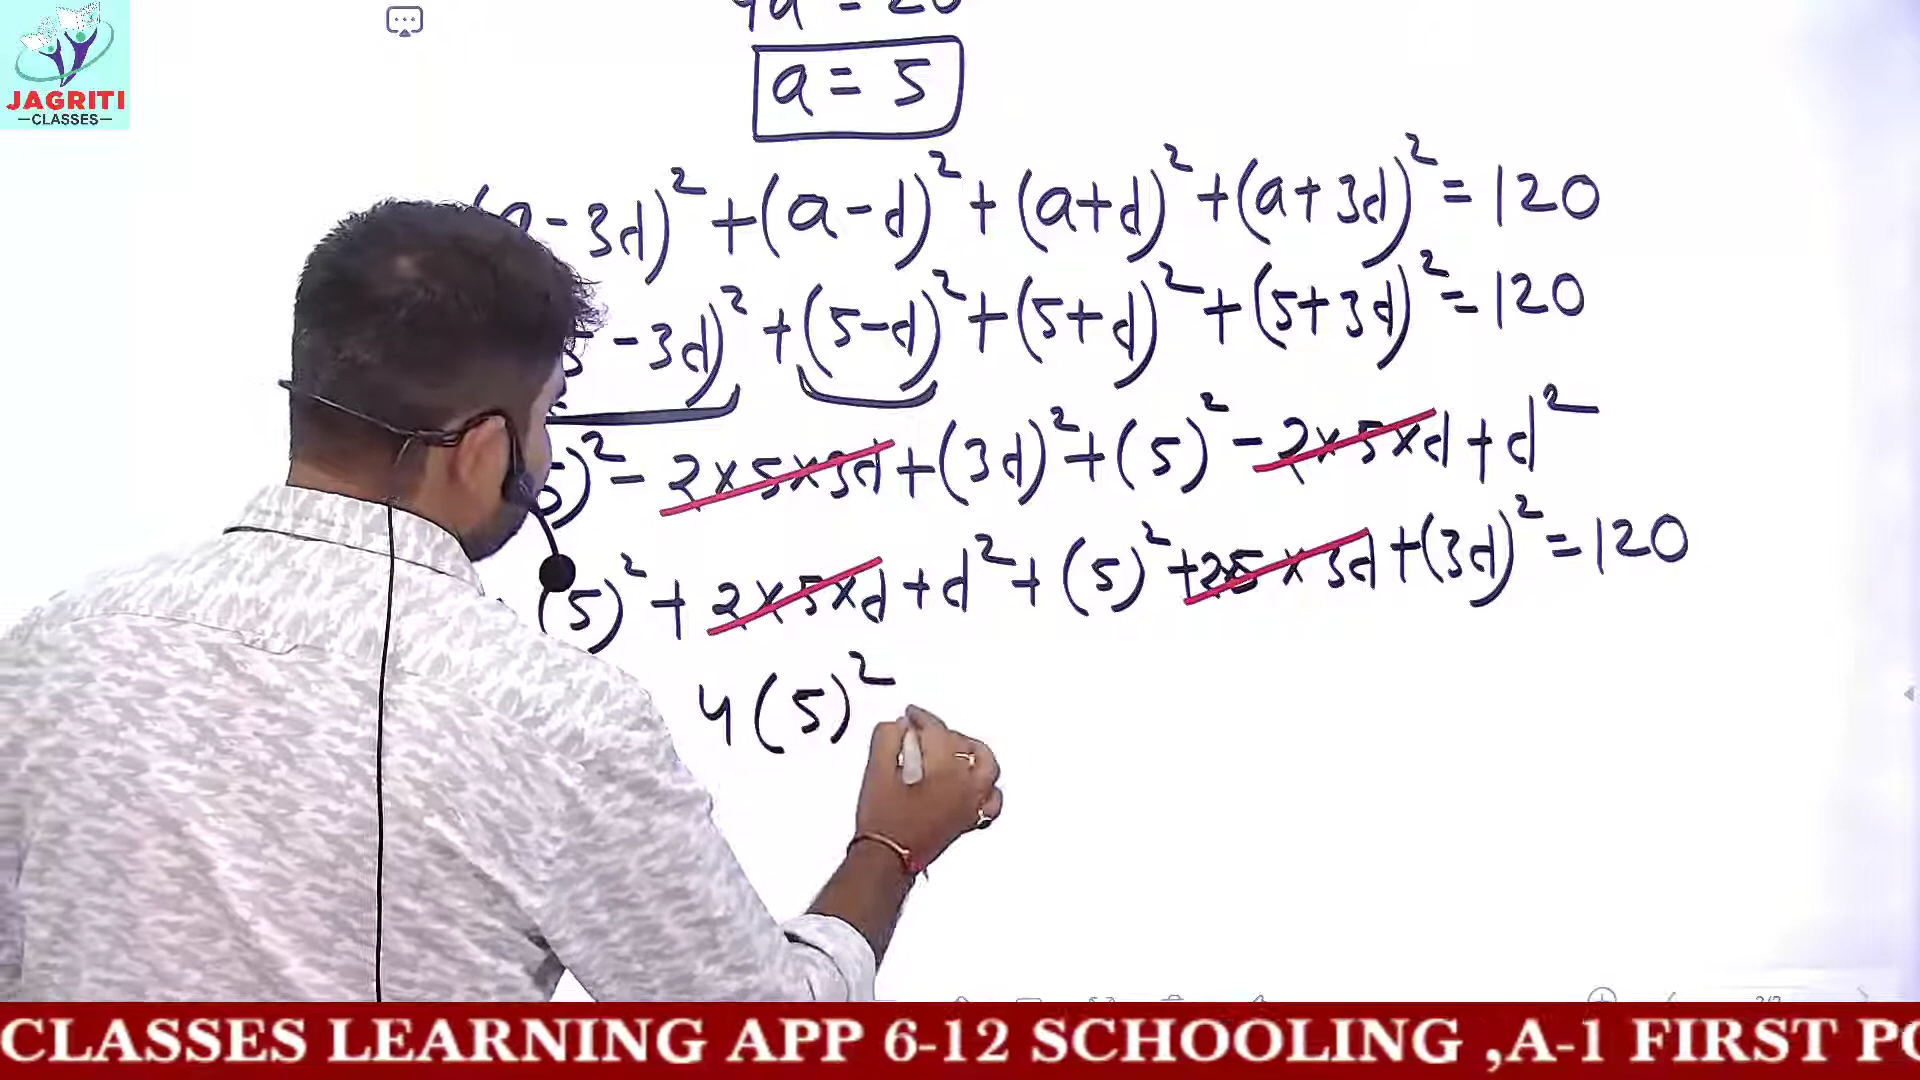 JAGRITI
—CLASSES—
a = 5
- 3d)² + (a - d)² + (a + d)² + (a + 3d)² = 120
- 3d)² + (5 - d)² + (5 + d)² + (5 + 3d)² = 120
5)² - 2 × 5 × 3d + (3d)² + (5)² - 2 × 5 × d + d²
(5)² + 2 × 5 × d + d² + (5)² + 2×5 × 3d + (3d)² = 120
4(5)²
CLASSES LEARNING APP 6-12 SCHOOLING ,A-1 FIRST